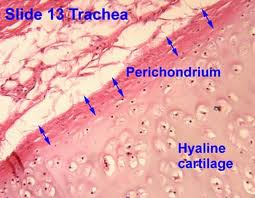 Slide 13 Trachea
Perichondrium
Hyaline
cartilage